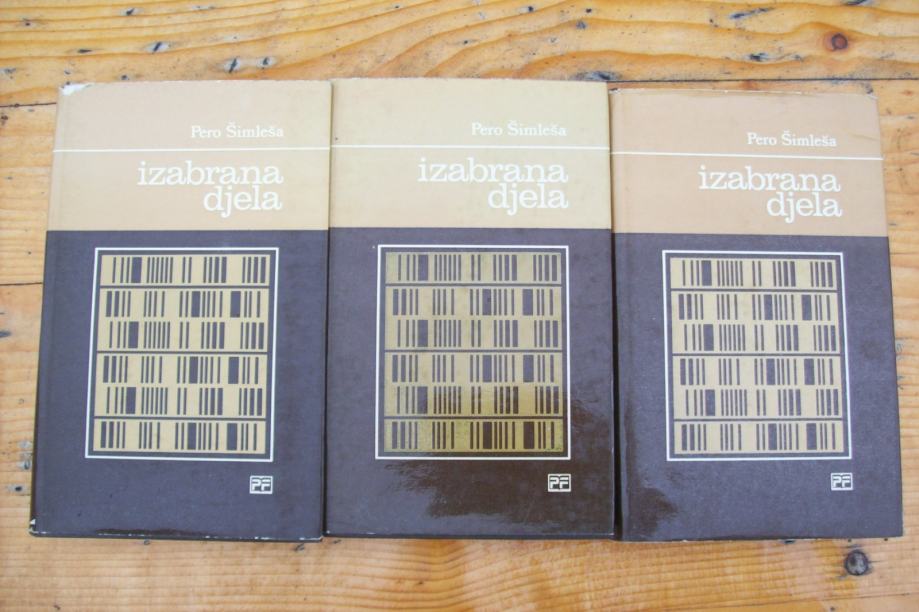 Pero Šimleša
izabrana
djela
PF
Pero Šimleša
izabrana
djela
PF
Pero Šimleša
izabrana
djela
PF